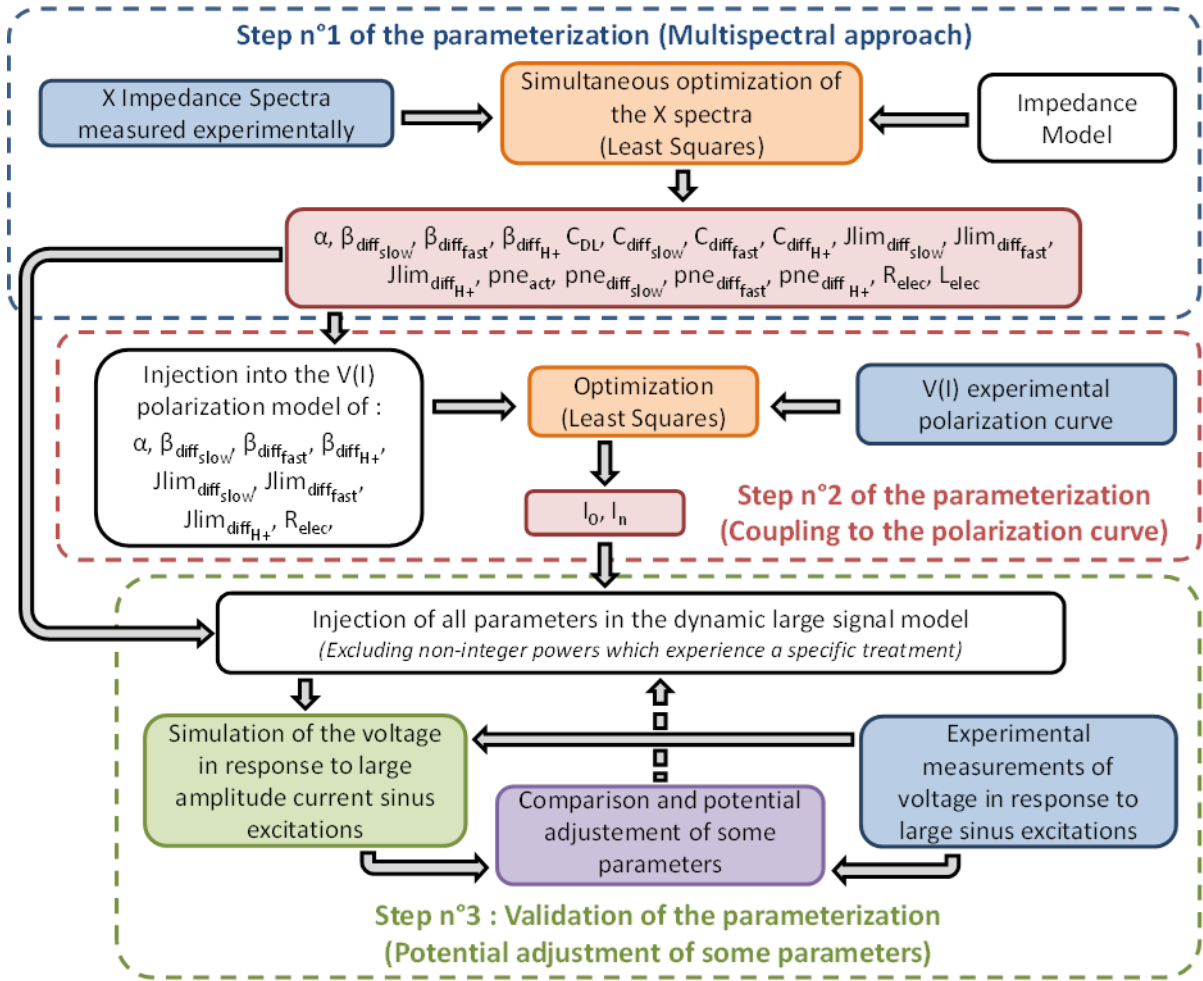 Step n°1 of the parameterization (Multispectral approach)
X Impedance Spectra
measured experimentally
Simultaneous optimization of
the X spectra
(Least Squares)
Impedance
Model
α, βdiffslow, βdifffast, βdiffH+ CDL, Cdiffslow, Cdifffast, CdiffH+, Jlimdiffslow, Jlimdifffast,
JlimdiffH+, pneact, pnediffslow, pnedifffast, pnediffH+, Relec, Lelec
Injection into the V(I)
polarization model of :
α, βdiffslow, βdifffast, βdiffH+,
Jlimdiffslow, Jlimdifffast,
JlimdiffH+, Relec,
Optimization
(Least Squares)
V(I) experimental
polarization curve
I0, In
Step n°2 of the parameterization
(Coupling to the polarization curve)
Injection of all parameters in the dynamic large signal model
(Excluding non-integer powers which experience a specific treatment)
Simulation of the voltage
in response to large
amplitude current sinus
excitations
Comparison and potential
adjustement of some
parameters
Experimental
measurements of
voltage in response to
large sinus excitations
Step n°3 : Validation of the parameterization
(Potential adjustment of some parameters)